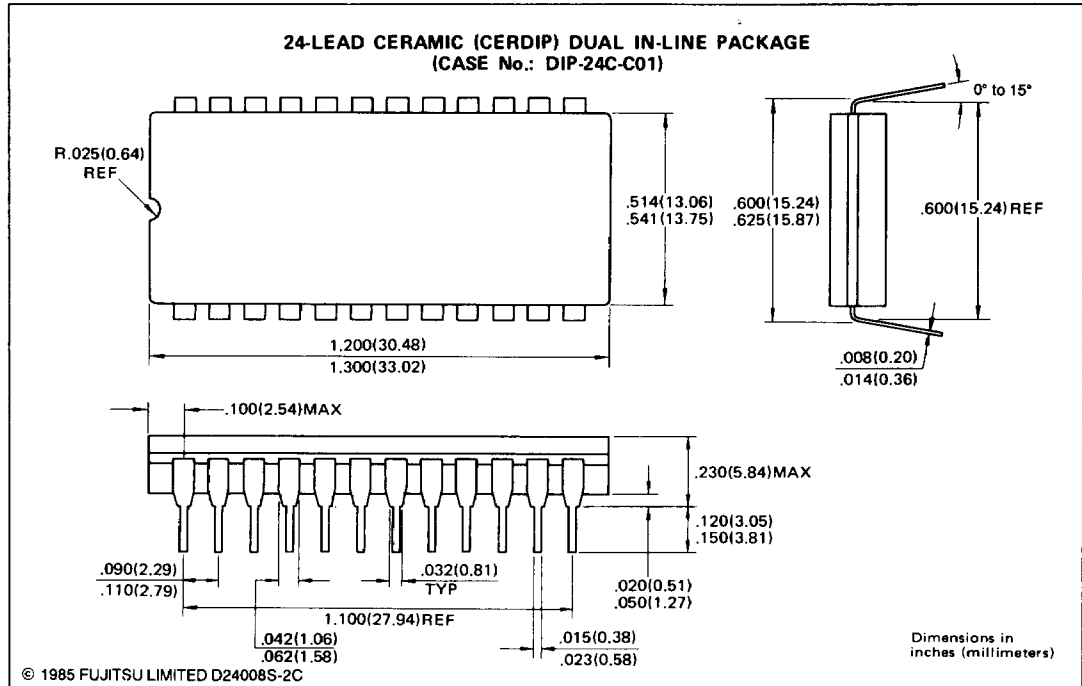 24-LEAD CERAMIC (CERDIP) DUAL IN-LINE PACKAGE
(CASE No.: DIP-24C-C01)
R.025(0.64)
REF
.514(13.06)
.541(13.75)
1.200(30.48)
1.300(33.02)
0° to 15°
.600(15.24)
.625(15.87)
.600(15.24) REF
.008(0.20)
.014(0.36)
.100(2.54) MAX
.230(5.84) MAX
.120(3.05)
.150(3.81)
.090(2.29)
.110(2.79)
.032(0.81)
TYP
.020(0.51)
.050(1.27)
1.100(27.94) REF
.042(1.06)
.062(1.58)
.015(0.38)
.023(0.58)
Dimensions in
inches (millimeters)
© 1985 FUJITSU LIMITED D24008S-2C